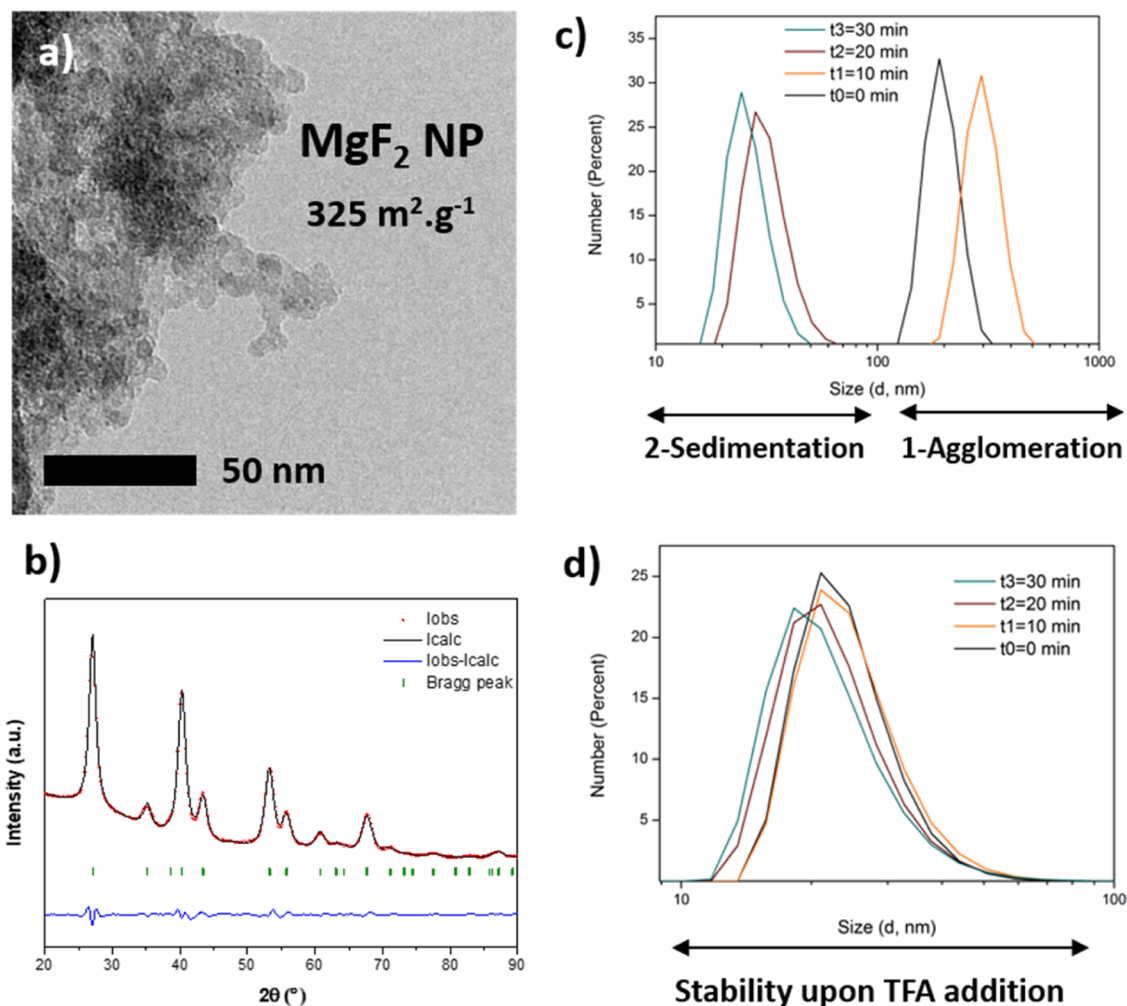 a)
MgF₂ NP
325 m².g⁻¹
50 nm
b)
Iobs
Icalc
Iobs-Icalc
Bragg peak
Intensity (a.u.)
20 30 40 50 60 70 80 90
2θ (°)
c)
t3=30 min
t2=20 min
t1=10 min
t0=0 min
35
30
25
20
15
10
5
Number (Percent)
10 100 1000
Size (d, nm)
2-Sedimentation 1-Agglomeration
d)
t3=30 min
t2=20 min
t1=10 min
t0=0 min
25
20
15
10
5
Number (Percent)
10 100
Size (d, nm)
Stability upon TFA addition